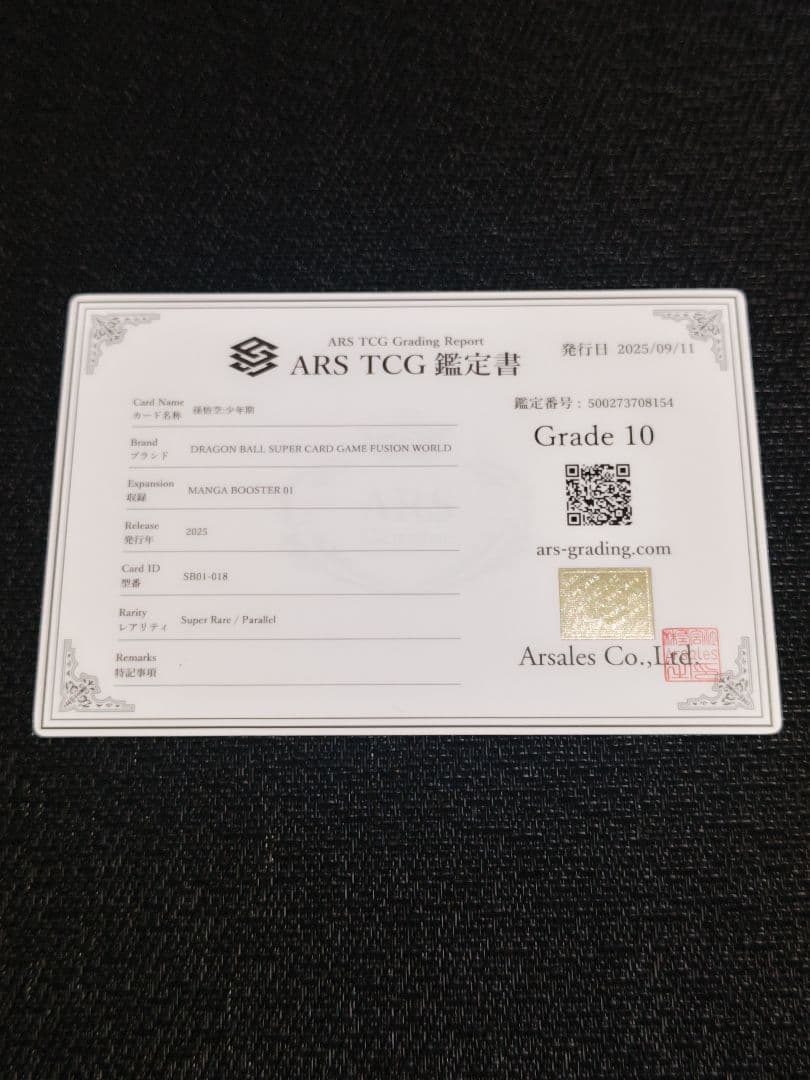 ARS TCG Grading Report
ARS TCG 鑑定書
発行日 2025/09/11
鑑定番号：500273708154
Grade 10
Card Name
カード名称
孫悟空:少年期
Brand
ブランド
DRAGON BALL SUPER CARD GAME FUSION WORLD
Expansion
収録
MANGA BOOSTER 01
Release
発行年
2025
Card ID
型番
SB01-018
Rarity
レアリティ
Super Rare / Parallel
Remarks
特記事項
ars-grading.com
Arsales Co.,Ltd.
ARS
Arsales